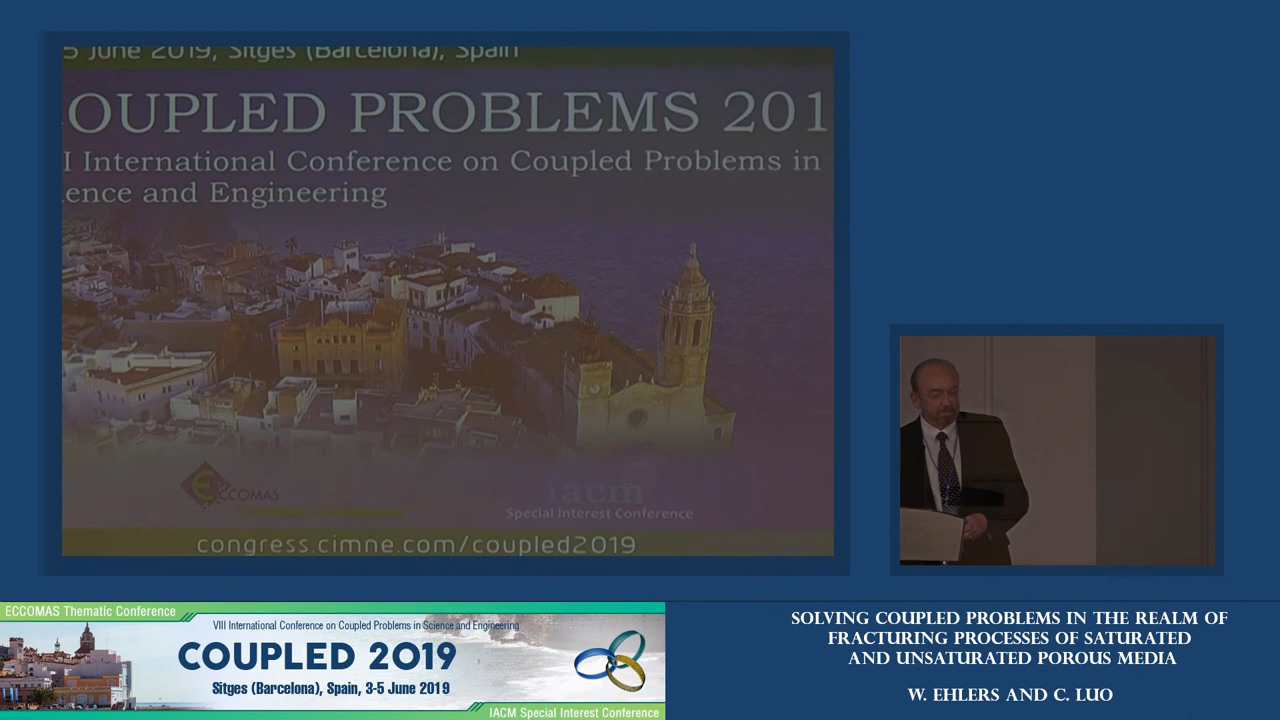 5 June 2019, Sitges (Barcelona), Spain
OUPLED PROBLEMS 201
I International Conference on Coupled Problems in
ence and Engineering
ECCOMAS
iacm
Special Interest Conference
congress.cimne.com/coupled2019
ECCOMAS Thematic Conference
VIII International Conference on Coupled Problems in Science and Engineering
COUPLED 2019
Sitges (Barcelona), Spain, 3-5 June 2019
IACM Special Interest Conference
SOLVING COUPLED PROBLEMS IN THE REALM OF
FRACTURING PROCESSES OF SATURATED
AND UNSATURATED POROUS MEDIA
W. EHLERS AND C. LUO